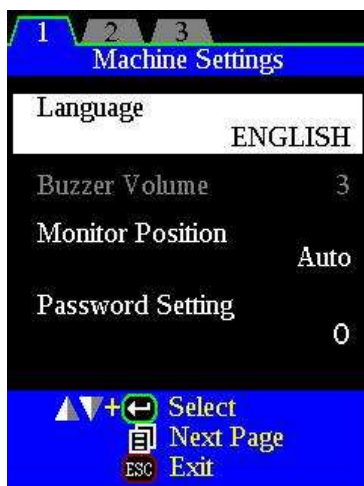 1 2 3
Machine Settings
Language
ENGLISH
Buzzer Volume 3
Monitor Position
Auto
Password Setting
0
+ Select
Next Page
ESC Exit